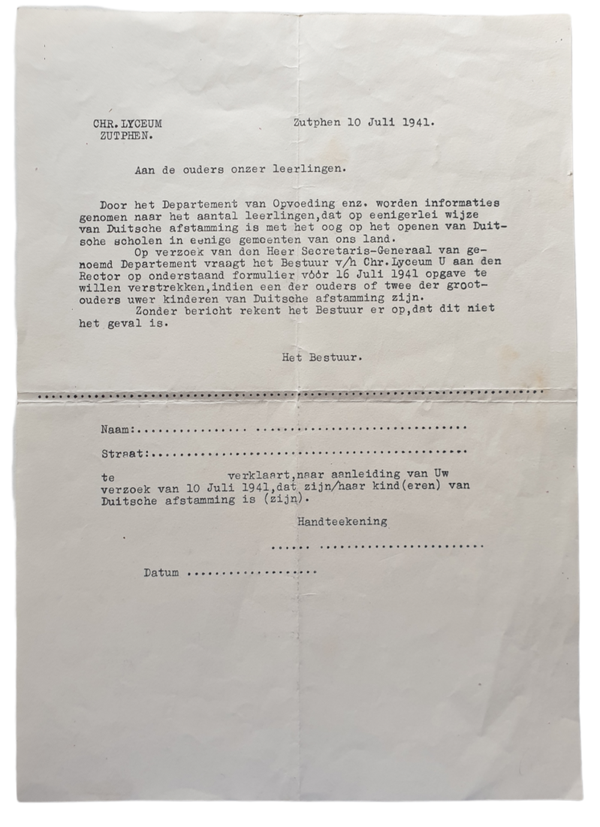 CHR.LYCEUM Zutphen 10 Juli 1941.
ZUTPHEN.
Aan de ouders onzer leerlingen.
Door het Departement van Opvoeding enz. worden informaties
genomen naar het aantal leerlingen,dat op eenigerlei wijze
van Duitsche afstamming is met het oog op het openen van Duit-
sche scholen in eenige gemeenten van ons land.
Op verzoek van den Heer Secretaris-Generaal van ge-
noemd Departement vraagt het Bestuur v/h Chr.Lyceum U aan den
Rector op onderstaand formulier vóór 16 Juli 1941 opgave te
willen verstrekken,indien een der ouders of twee der groot-
ouders uwer kinderen van Duitsche afstamming zijn.
Zonder bericht rekent het Bestuur er op,dat dit niet
het geval is.
Het Bestuur.
Naam:................ ...............................
Straat:..............................................
te verklaart,naar aanleiding van Uw
verzoek van 10 Juli 1941,dat zijn/haar kind(eren) van
Duitsche afstamming is (zijn).
Handteekening
...... ........................
Datum ...................